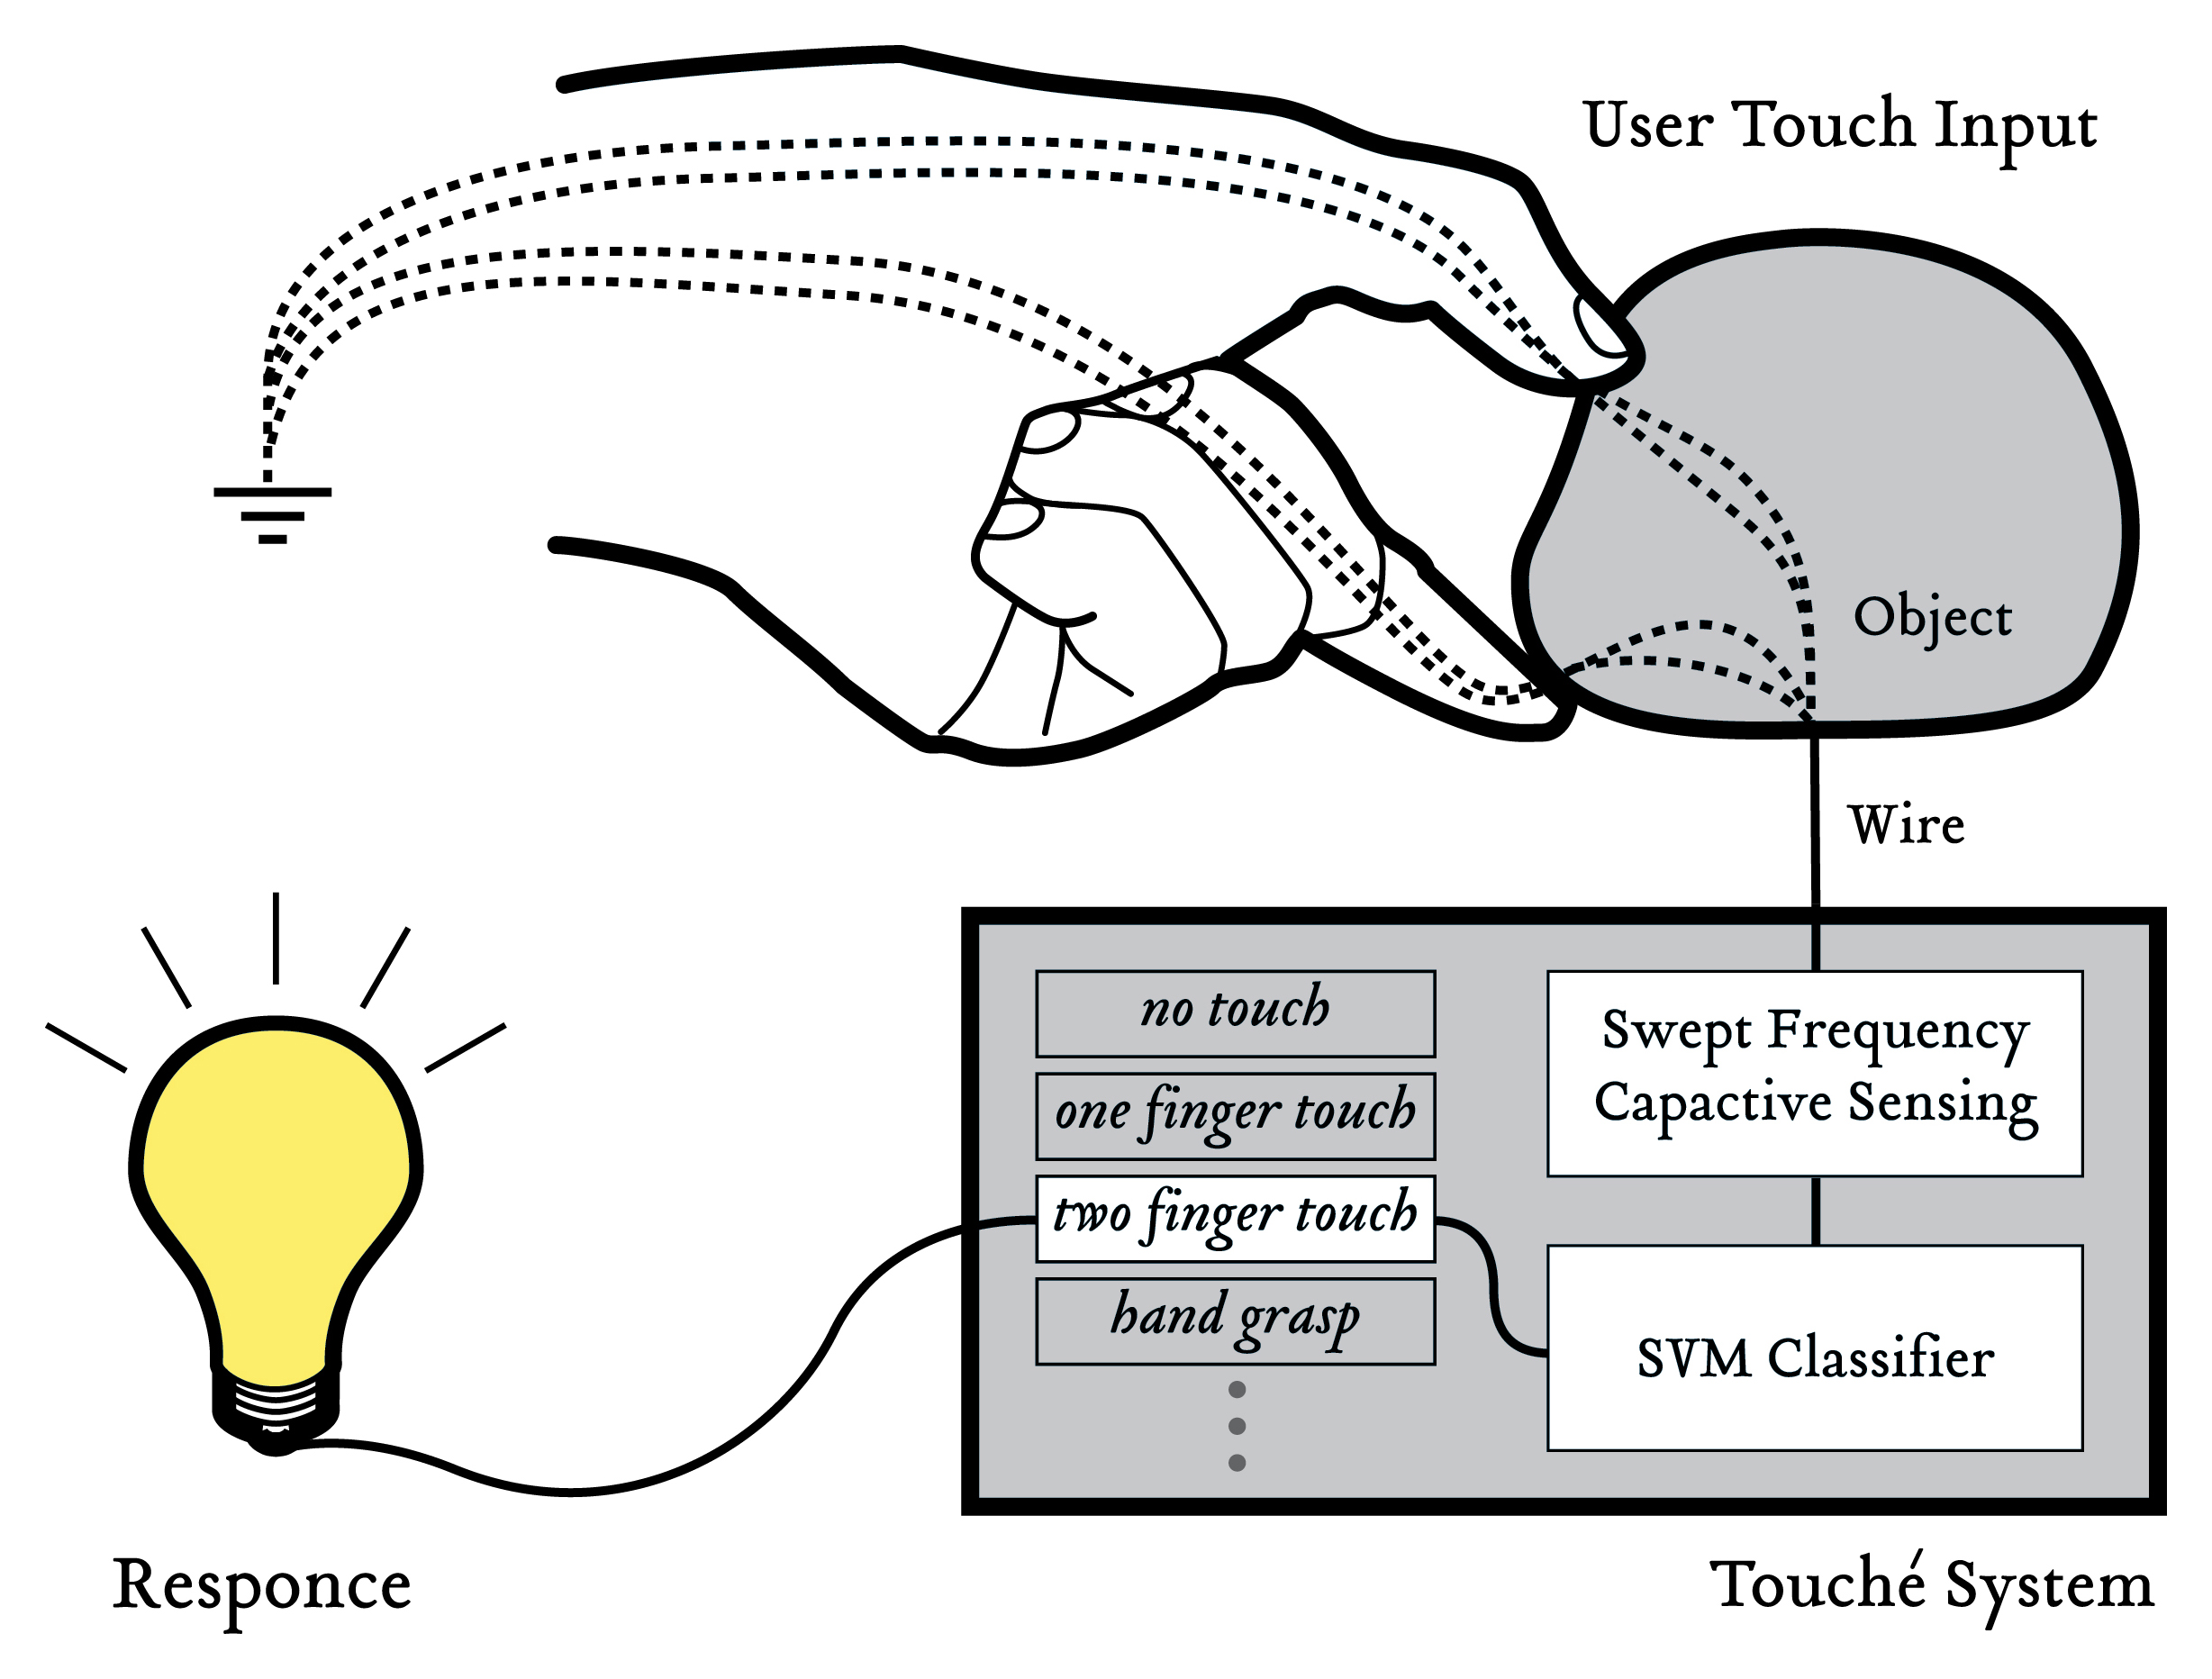 User Touch Input
Object
Wire
no touch
one finger touch
two finger touch
hand grasp
Swept Frequency
Capactive Sensing
SVM Classifier
Responce
Touché System